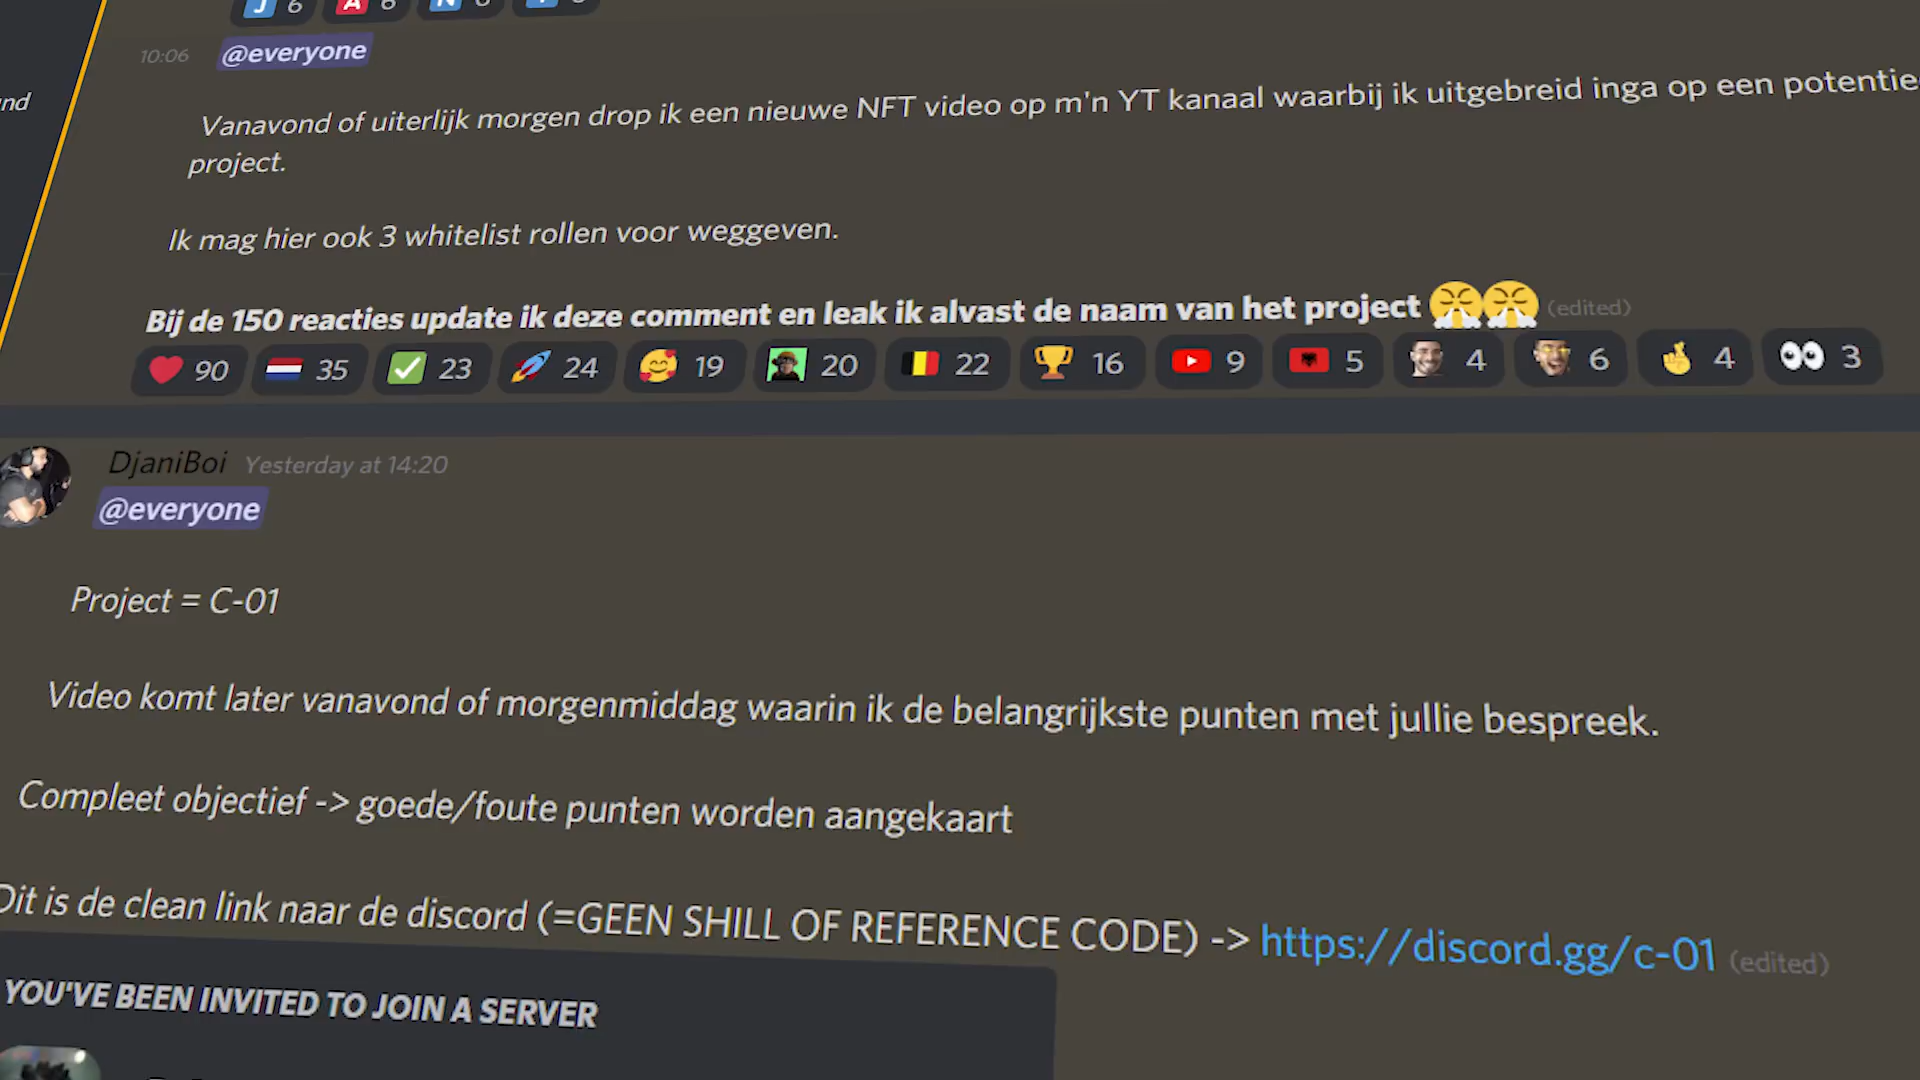 J 6 A 6 N 6
10:06 @everyone
Vanavond of uiterlijk morgen drop ik een nieuwe NFT video op m'n YT kanaal waarbij ik uitgebreid inga op een
project.
Ik mag hier ook 3 whitelist rollen voor weggeven.
Bij de 150 reacties update ik deze comment en leak ik alvast de naam van het project (edited)
90 35 23 24 19 20 22 16 9 5 4 6 4 3
DjaniBoi Yesterday at 14:20
@everyone
Project = C-01
Video komt later vanavond of morgenmiddag waarin ik de belangrijkste punten met jullie bespreek.
Compleet objectief -> goede/foute punten worden aangekaart
Dit is de clean link naar de discord (=GEEN SHILL OF REFERENCE CODE) -> https://discord.gg/c-01 (edited)
YOU'VE BEEN INVITED TO JOIN A SERVER